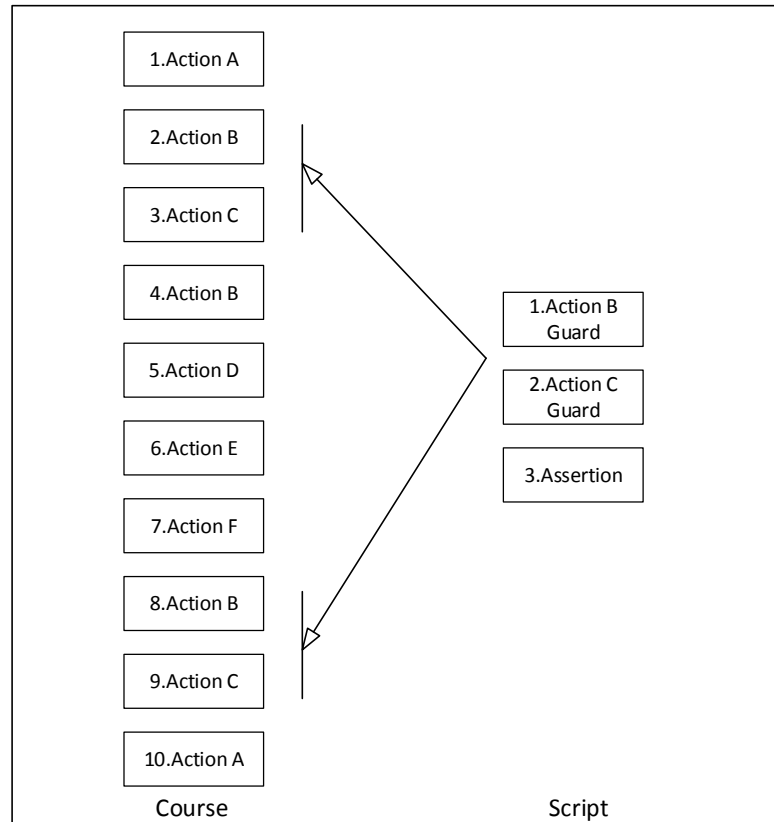 1.Action A
2.Action B
3.Action C
4.Action B
5.Action D
6.Action E
7.Action F
8.Action B
9.Action C
10.Action A
Course
1.Action B
Guard
2.Action C
Guard
3.Assertion
Script